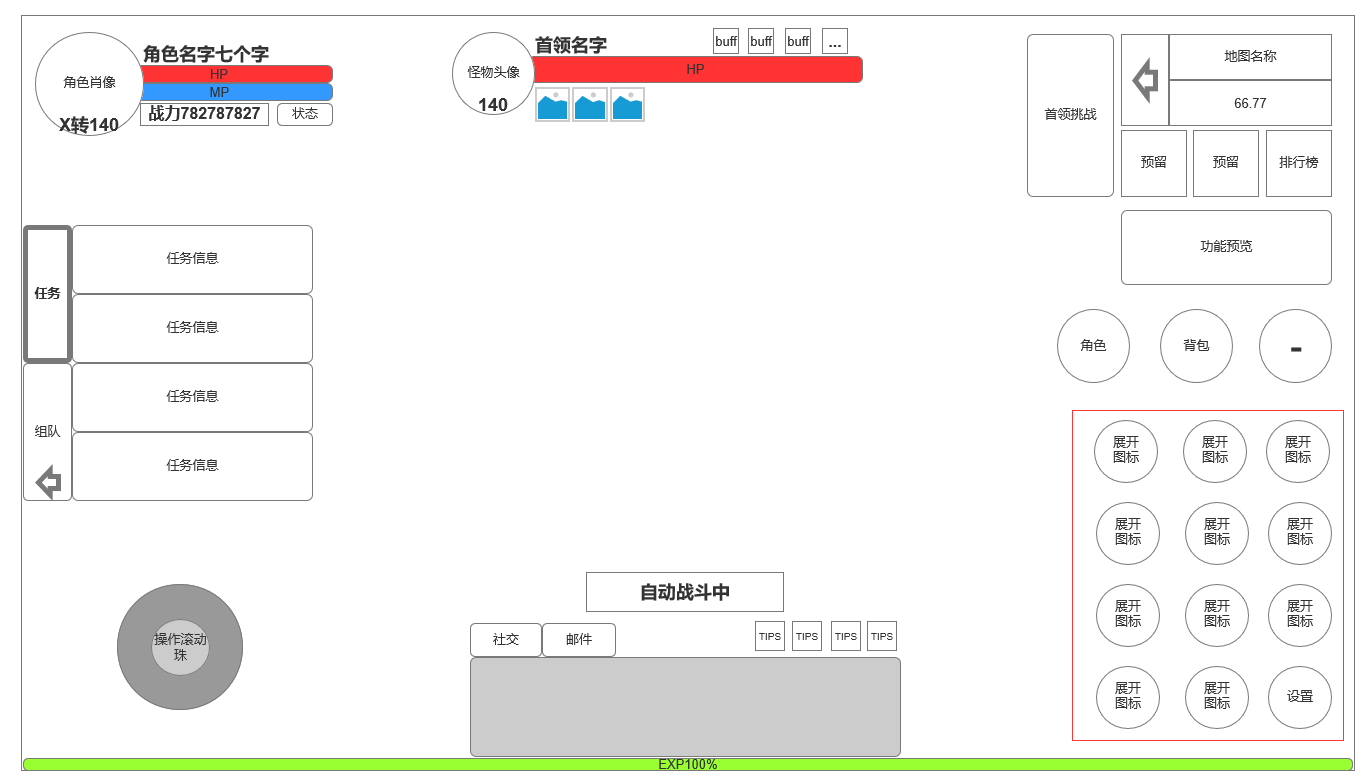 角色肖像
X转140
角色名字七个字
HP
MP
战力782787827
状态
怪物头像
140
首领名字
buff
buff
buff
...
HP
首领挑战
地图名称
66.77
预留
预留
排行榜
功能预览
任务
任务信息
任务信息
组队
任务信息
任务信息
角色
背包
-
展开
图标
展开
图标
展开
图标
展开
图标
展开
图标
展开
图标
展开
图标
展开
图标
展开
图标
展开
图标
展开
图标
设置
操作滚动
珠
自动战斗中
社交
邮件
TIPS
TIPS
TIPS
TIPS
EXP100%